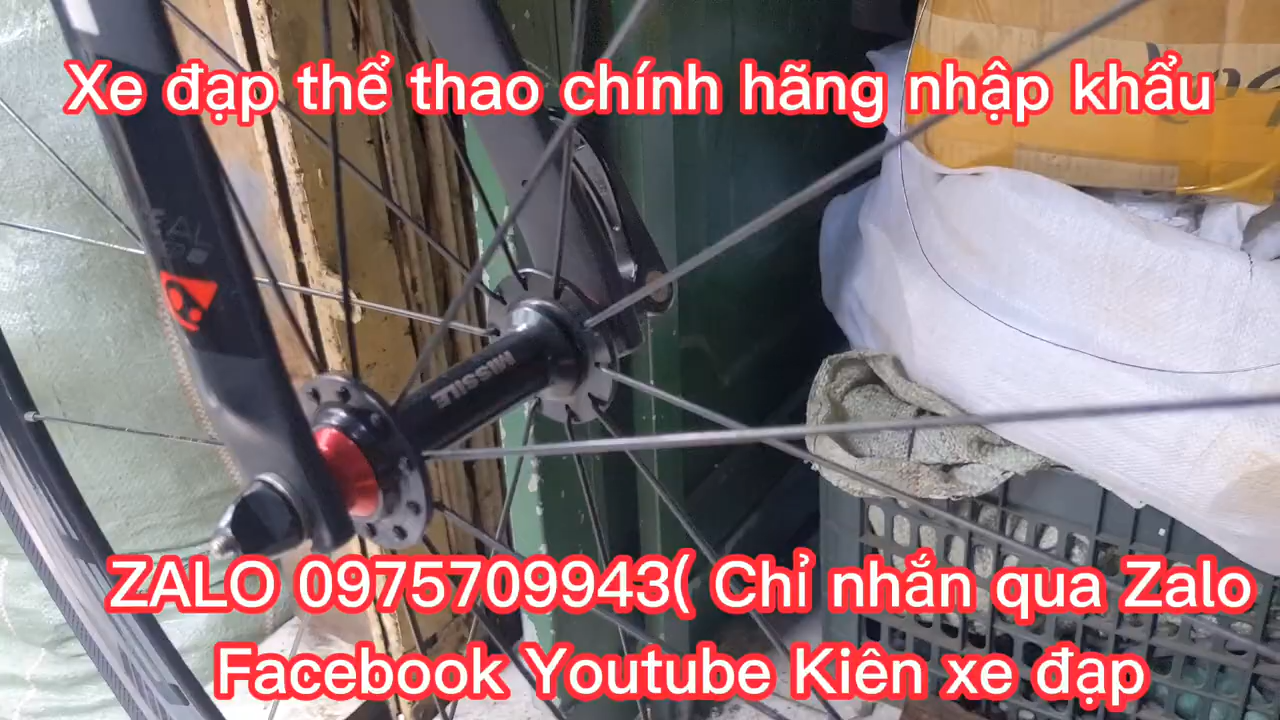 Xe đạp thể thao chính hãng nhập khẩu
MISSILE
ZALO 0975709943( Chỉ nhắn qua Zalo
Facebook Youtube Kiên xe đạp